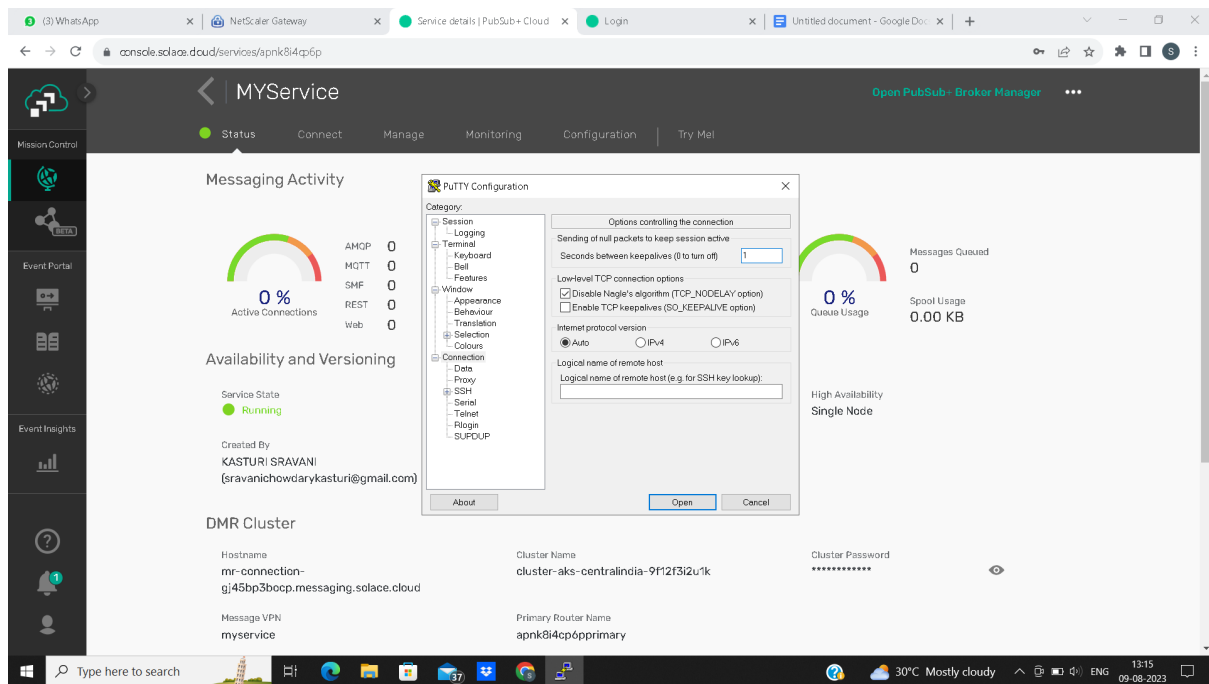 (3) WhatsApp
NetScaler Gateway
Service details | PubSub+ Cloud
Login
Untitled document - Google Doc
console.solace.cloud/services/apnk8i4cp6p
S
MYService
Open PubSub+ Broker Manager
Status
Connect
Manage
Monitoring
Configuration
Try Me!
Mission Control
BETA
Event Portal
Event Insights
1
Messaging Activity
0 %
Active Connections
AMQP 0
MQTT 0
SMF 0
REST 0
Web 0
0 %
Queue Usage
Messages Queued
0
Spool Usage
0.00 KB
Availability and Versioning
Service State
Running
High Availability
Single Node
Created By
KASTURI SRAVANI
(sravanichowdarykasturi@gmail.com)
DMR Cluster
Hostname
mr-connection-
gj45bp3bocp.messaging.solace.cloud
Cluster Name
cluster-aks-centralindia-9f12f3i2u1k
Cluster Password
************
Message VPN
myservice
Primary Router Name
apnk8i4cp6pprimary
PuTTY Configuration
Category:
Session
Logging
Terminal
Keyboard
Bell
Features
Window
Appearance
Behaviour
Translation
Selection
Colours
Connection
Data
Proxy
SSH
Serial
Telnet
Rlogin
SUPDUP
Options controlling the connection
Sending of null packets to keep session active
Seconds between keepalives (0 to turn off) 1
Low-level TCP connection options
Disable Nagle's algorithm (TCP_NODELAY option)
Enable TCP keepalives (SO_KEEPALIVE option)
Internet protocol version
Auto IPv4 IPv6
Logical name of remote host
Logical name of remote host (e.g. for SSH key lookup):
About
Open
Cancel
Type here to search
37
30°C Mostly cloudy
ENG
13:15
09-08-2023